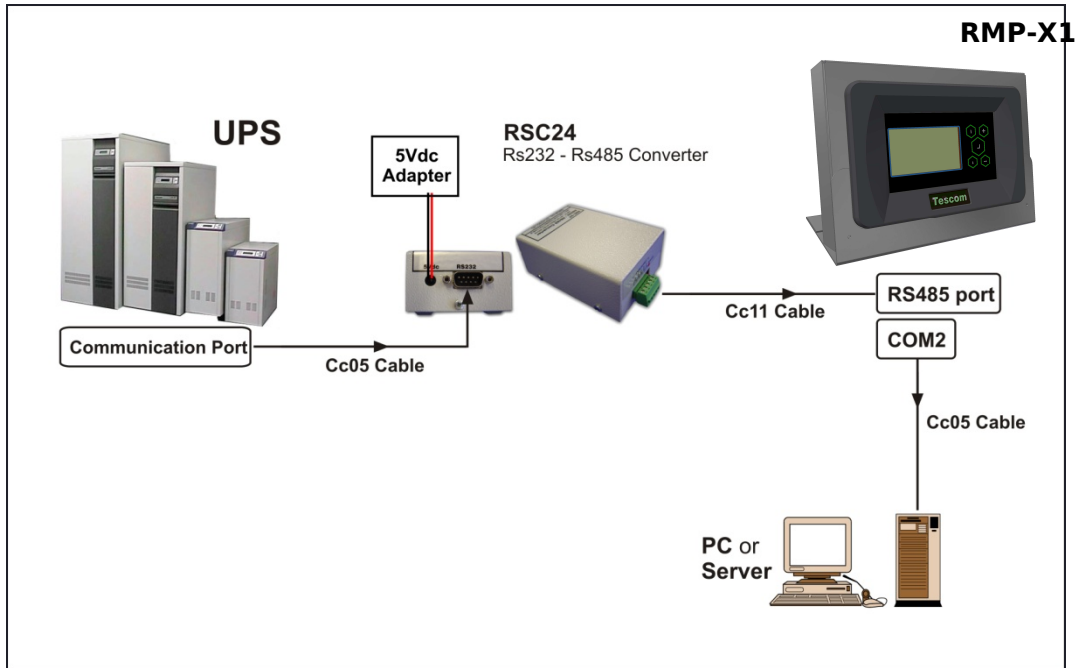 RMP-X1
UPS
5Vdc
Adapter
RSC24
Rs232 - Rs485 Converter
Tescom
5Vdc RS232
Communication Port
Cc05 Cable
Cc11 Cable
RS485 port
COM2
Cc05 Cable
PC or
Server